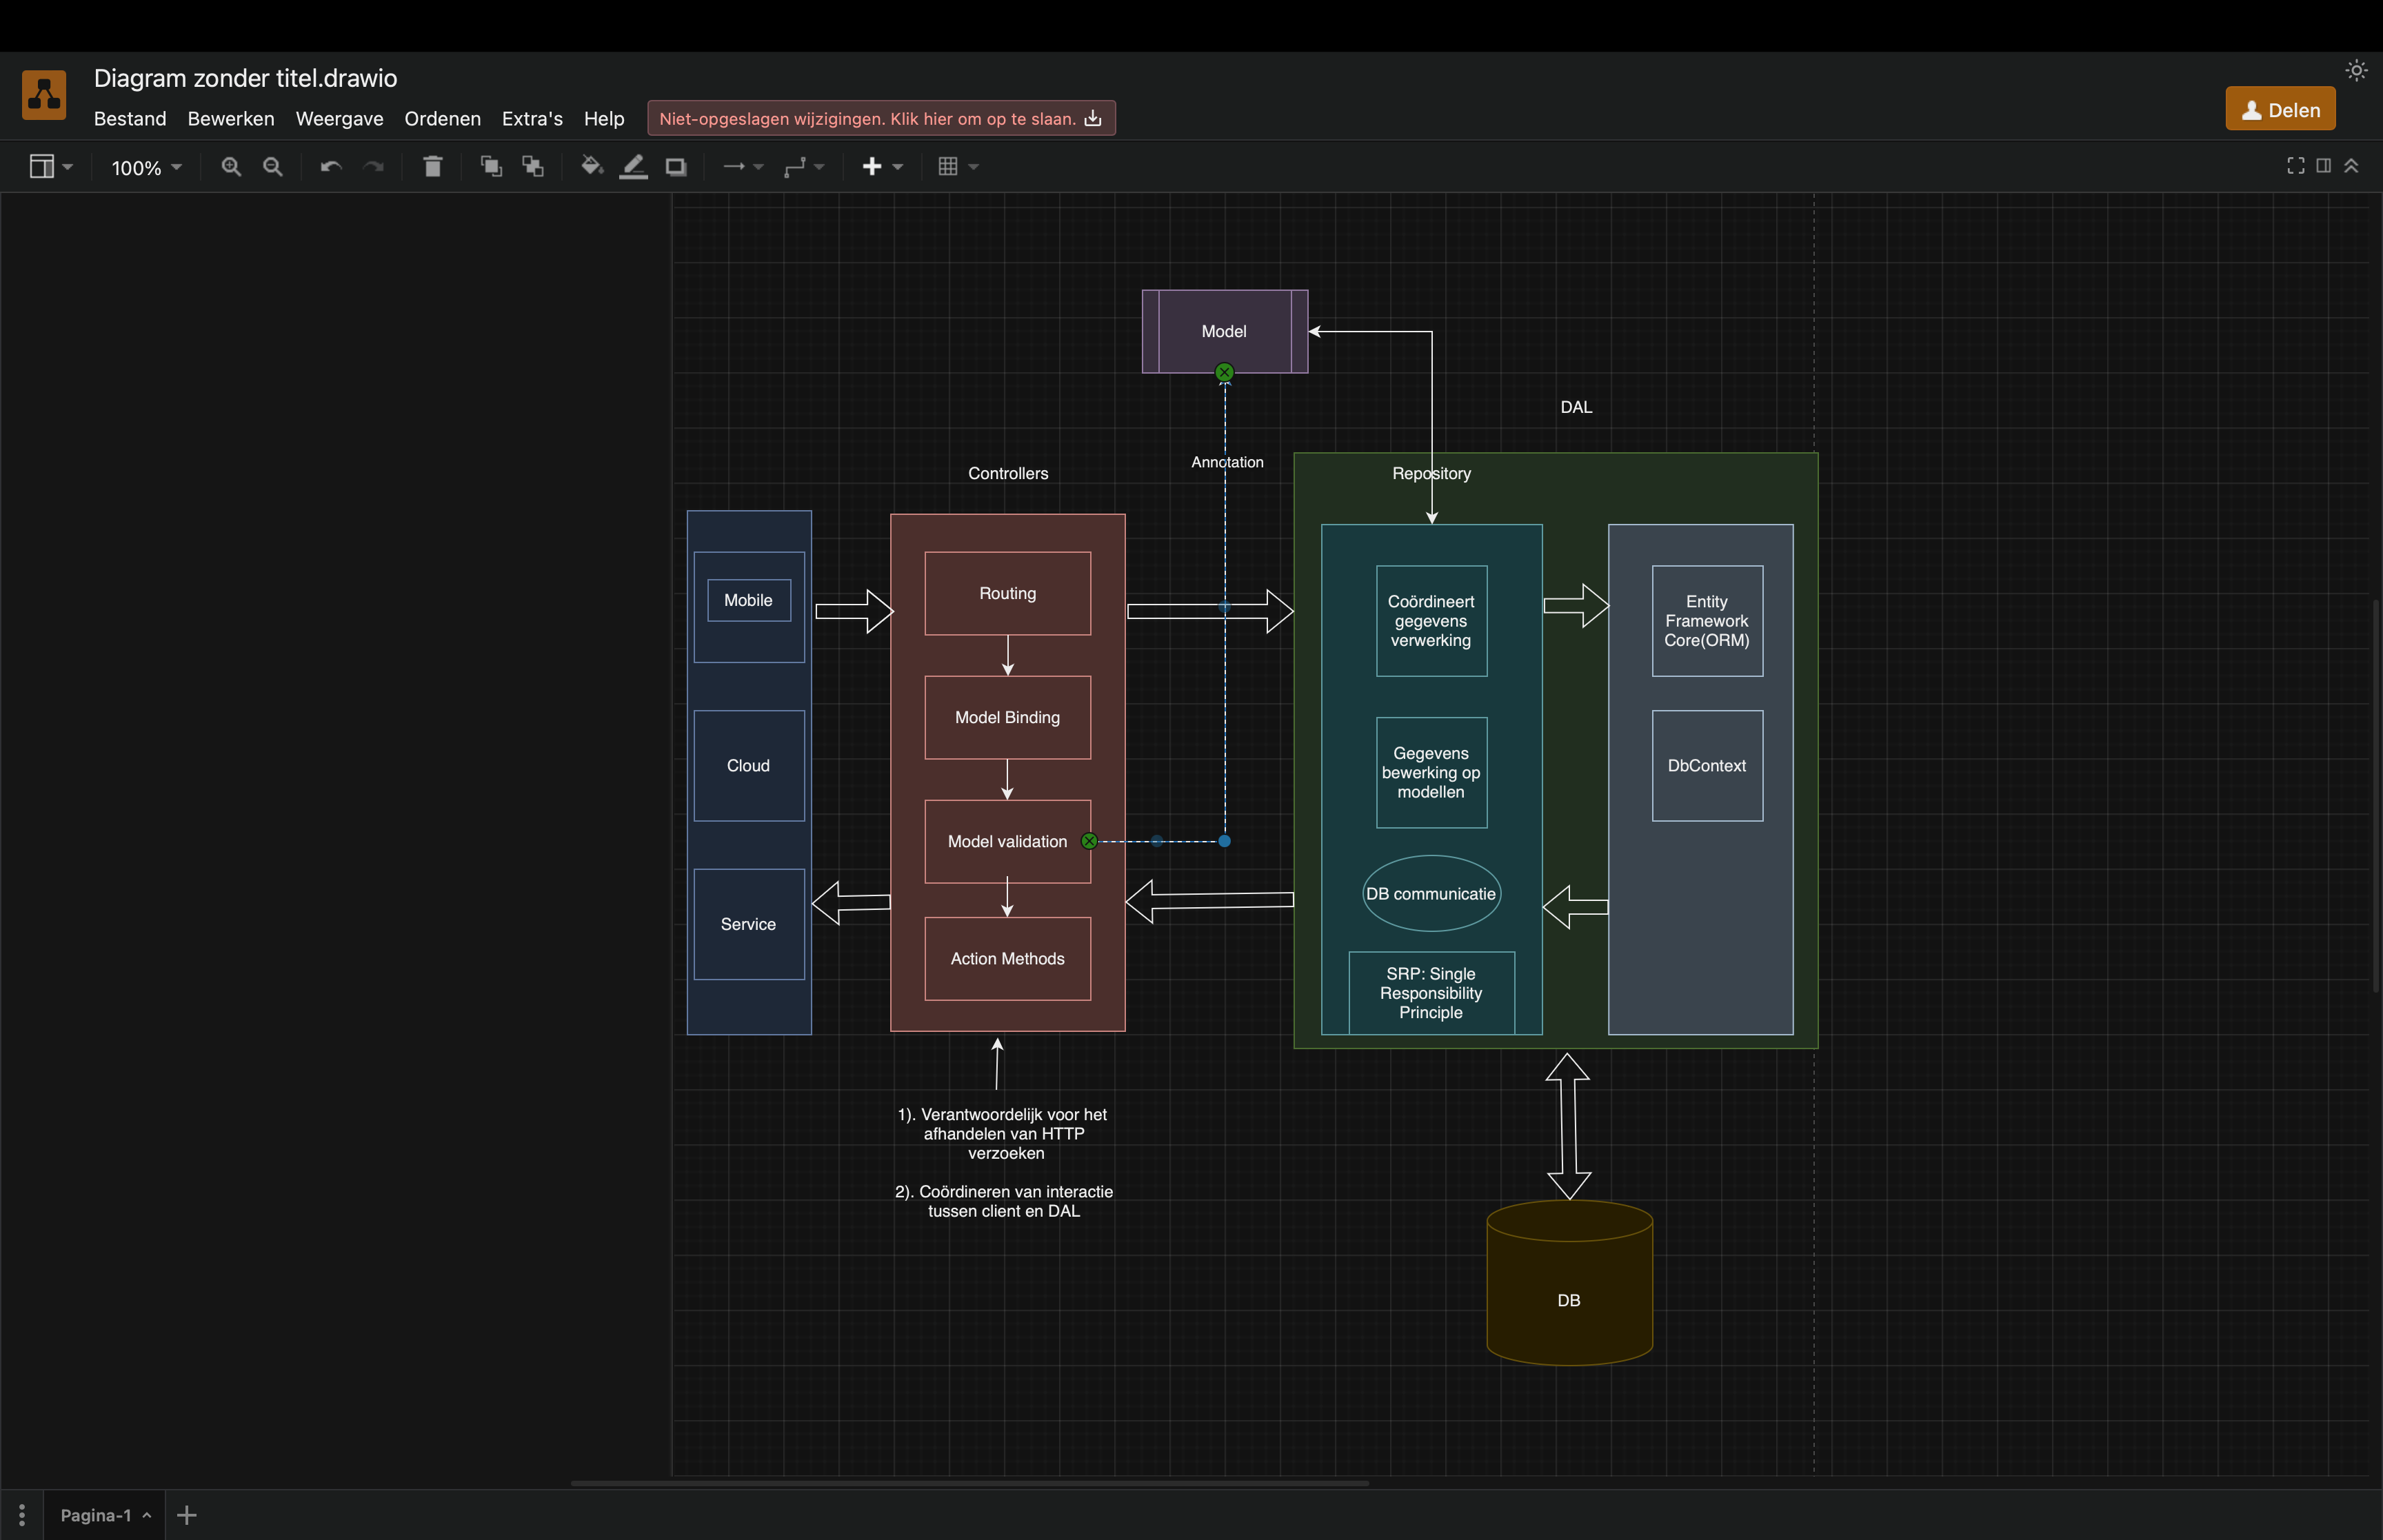 Diagram zonder titel.drawio
Bestand Bewerken Weergave Ordenen Extra's Help
Niet-opgeslagen wijzigingen. Klik hier om op te slaan.
Delen
100%
Model
DAL
Annotation
Controllers
Repository
Mobile
Cloud
Service
Routing
Model Binding
Model validation
Action Methods
Coördineert
gegevens
verwerking
Gegevens
bewerking op
modellen
DB communicatie
SRP: Single
Responsibility
Principle
Entity
Framework
Core(ORM)
DbContext
1). Verantwoordelijk voor het
afhandelen van HTTP
verzoeken
2). Coördineren van interactie
tussen client en DAL
DB
Pagina-1